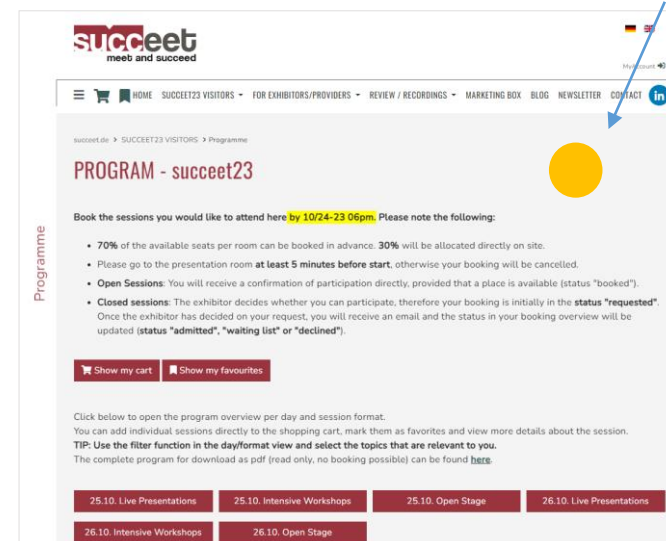 succeet
meet and succeed
MyAccount
HOME SUCCEET23 VISITORS FOR EXHIBITORS/PROVIDERS REVIEW / RECORDINGS MARKETING BOX BLOG NEWSLETTER CONTACT in
succeet.de > SUCCEET23 VISITORS > Programme
PROGRAM - succeet23
Programme
Book the sessions you would like to attend here by 10/24-23 06pm. Please note the following:
• 70% of the available seats per room can be booked in advance. 30% will be allocated directly on site.
• Please go to the presentation room at least 5 minutes before start, otherwise your booking will be cancelled.
• Open Sessions: You will receive a confirmation of participation directly, provided that a place is available (status "booked").
• Closed sessions: The exhibitor decides whether you can participate, therefore your booking is initially in the status "requested".
Once the exhibitor has decided on your request, you will receive an email and the status in your booking overview will be
updated (status "admitted", "waiting list" or "declined").
Show my cart Show my favourites
Click below to open the program overview per day and session format.
You can add individual sessions directly to the shopping cart, mark them as favorites and view more details about the session.
TIP: Use the filter function in the day/format view and select the topics that are relevant to you.
The complete program for download as pdf (read only, no booking possible) can be found here.
25.10. Live Presentations 25.10. Intensive Workshops 25.10. Open Stage 26.10. Live Presentations
26.10. Intensive Workshops 26.10. Open Stage